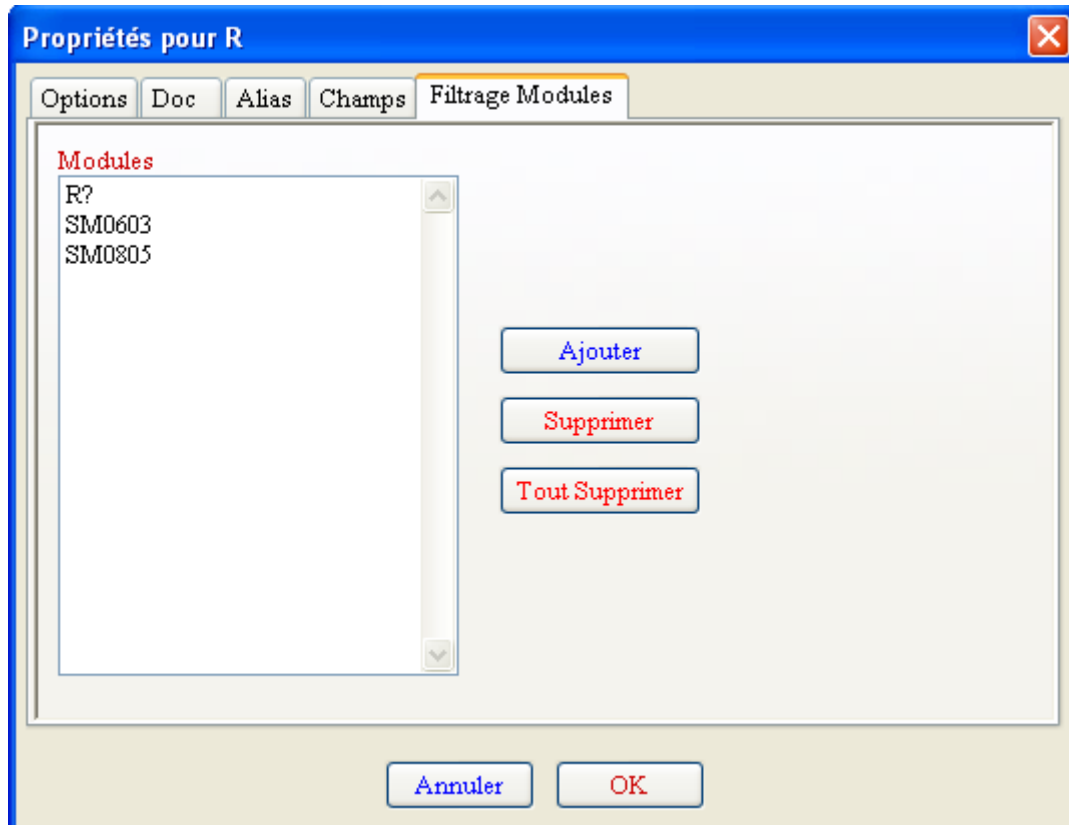 Propriétés pour R
Options Doc Alias Champs Filtrage Modules
Modules
R?
SM0603
SM0805
Ajouter
Supprimer
Tout Supprimer
Annuler OK